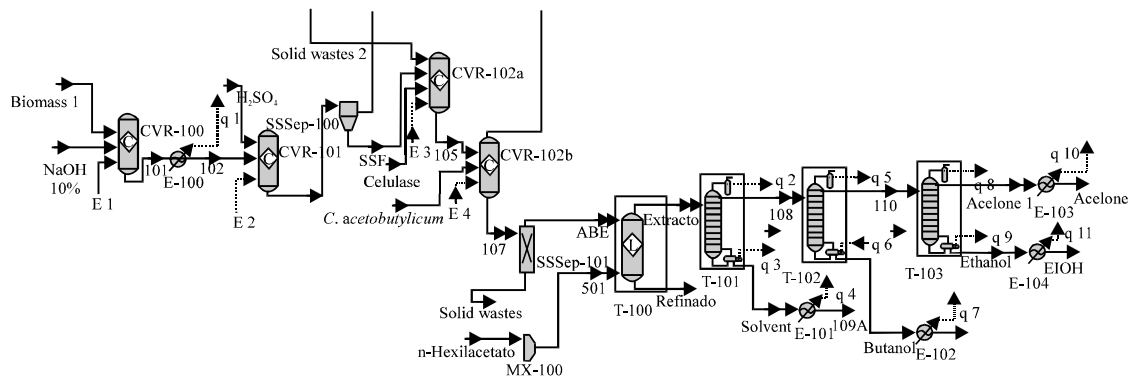 Solid wastes 2
CVR-102a
Biomass 1
H₂SO₄
q 1
SSSep-100
CVR-100
CVR-101
NaOH
10%
101
102
E-100
SSF
Celulase
E 3
105
CVR-102b
E 1
E 2
C. acetobutylicum
E 4
107
SSSep-101
Solid wastes
n-Hexilacetato
MX-100
ABE
501
T-100
Extracto
Refinado
T-101
q 2
108
q 3
Solvent
E-101
q 4
109A
T-102
q 5
110
q 6
Butanol
E-102
q 7
T-103
q 8
Acelone 1
q 10
E-103
Acelone
q 9
Ethanol
q 11
E-104
EIOH